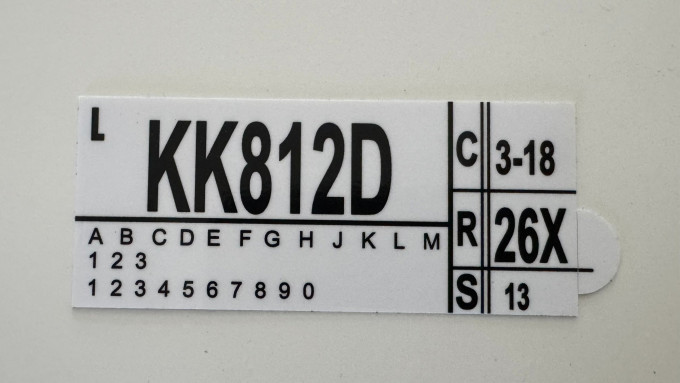 L KK812D
A B C D E F G H J K L M
1 2 3
1 2 3 4 5 6 7 8 9 0
C 3-18
R 26X
S 13